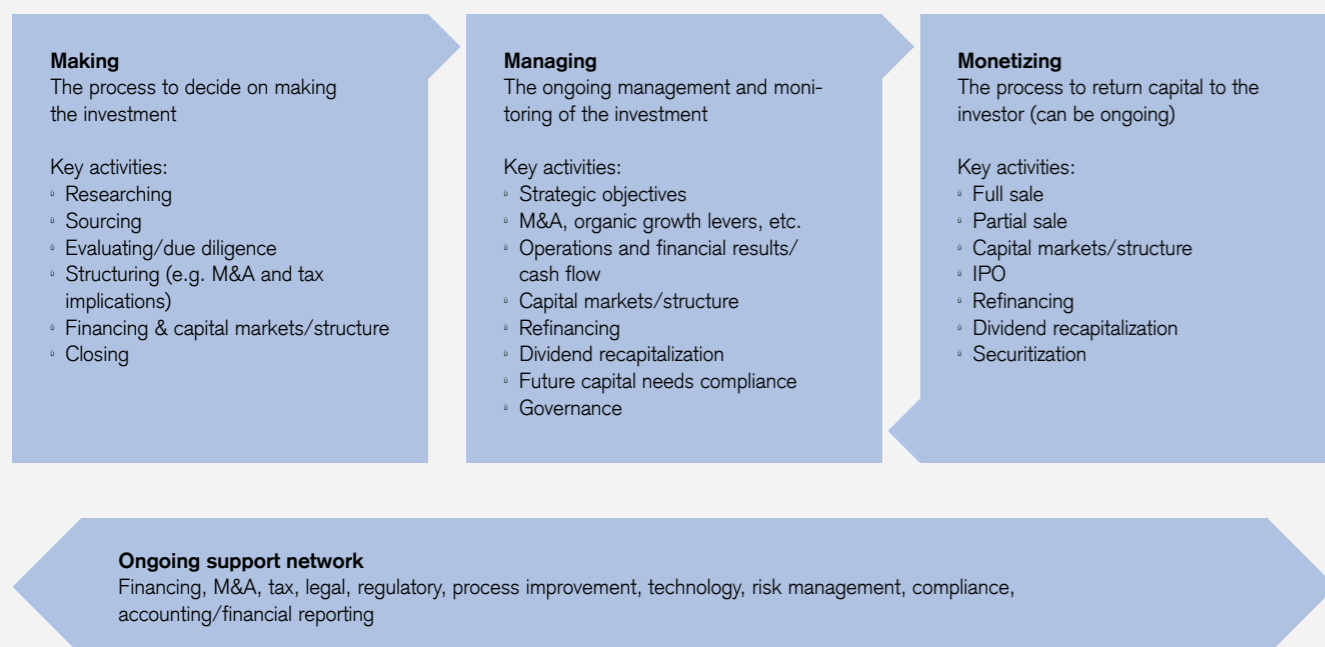 Making
The process to decide on making
the investment
Key activities:
Researching
Sourcing
Evaluating/due diligence
Structuring (e.g. M&A and tax
implications)
Financing & capital markets/structure
Closing
Managing
The ongoing management and moni-
toring of the investment
Key activities:
Strategic objectives
M&A, organic growth levers, etc.
Operations and financial results/
cash flow
Capital markets/structure
Refinancing
Dividend recapitalization
Future capital needs compliance
Governance
Monetizing
The process to return capital to the
investor (can be ongoing)
Key activities:
Full sale
Partial sale
Capital markets/structure
IPO
Refinancing
Dividend recapitalization
Securitization
Ongoing support network
Financing, M&A, tax, legal, regulatory, process improvement, technology, risk management, compliance,
accounting/financial reporting